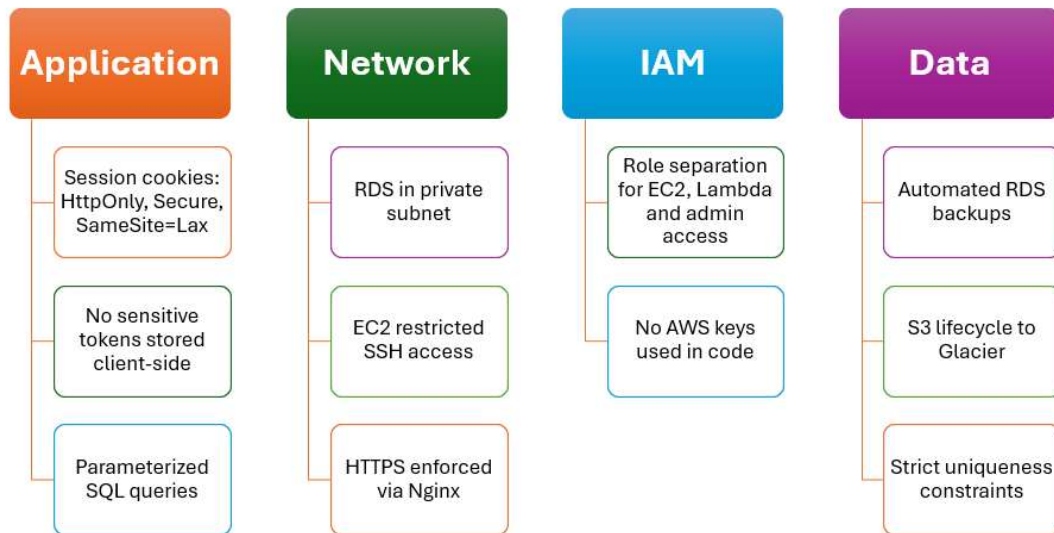 Application
Session cookies:
HttpOnly, Secure,
SameSite=Lax
No sensitive
tokens stored
client-side
Parameterized
SQL queries
Network
RDS in private
subnet
EC2 restricted
SSH access
HTTPS enforced
via Nginx
IAM
Role separation
for EC2, Lambda
and admin
access
No AWS keys
used in code
Data
Automated RDS
backups
S3 lifecycle to
Glacier
Strict uniqueness
constraints